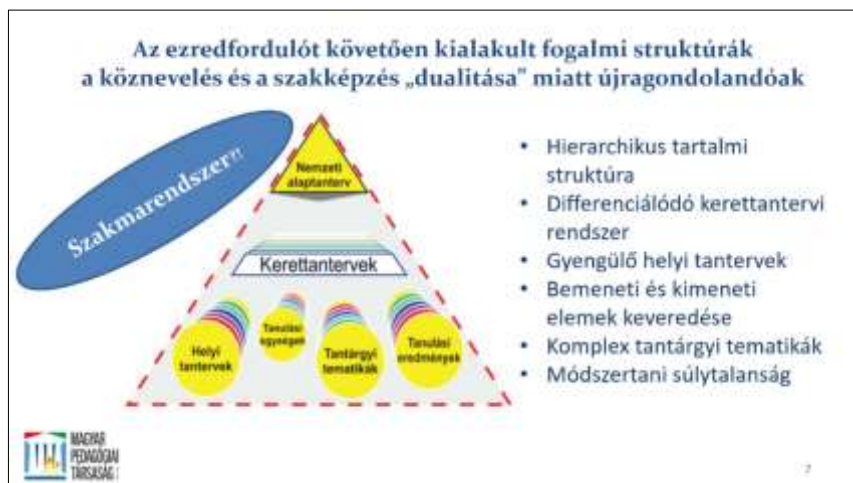 Az ezredfordulót követően kialakult fogalmi struktúrák
a köznevelés és a szakképzés „dualitása” miatt újragondolandóak
Szakmarendszer?!
Nemzeti
alaptanterv
Kerettantervek
Helyi
tantervek
Tanulási
egységek
Tantárgyi
tematikák
Tanulási
eredmények
• Hierarchikus tartalmi
struktúra
• Differenciálódó kerettantervi
rendszer
• Gyengülő helyi tantervek
• Bemeneti és kimeneti
elemek keveredése
• Komplex tantárgyi tematikák
• Módszertani súlytalanság
MAGYAR
PEDAGÓGIAI
TÁRSASÁG
7